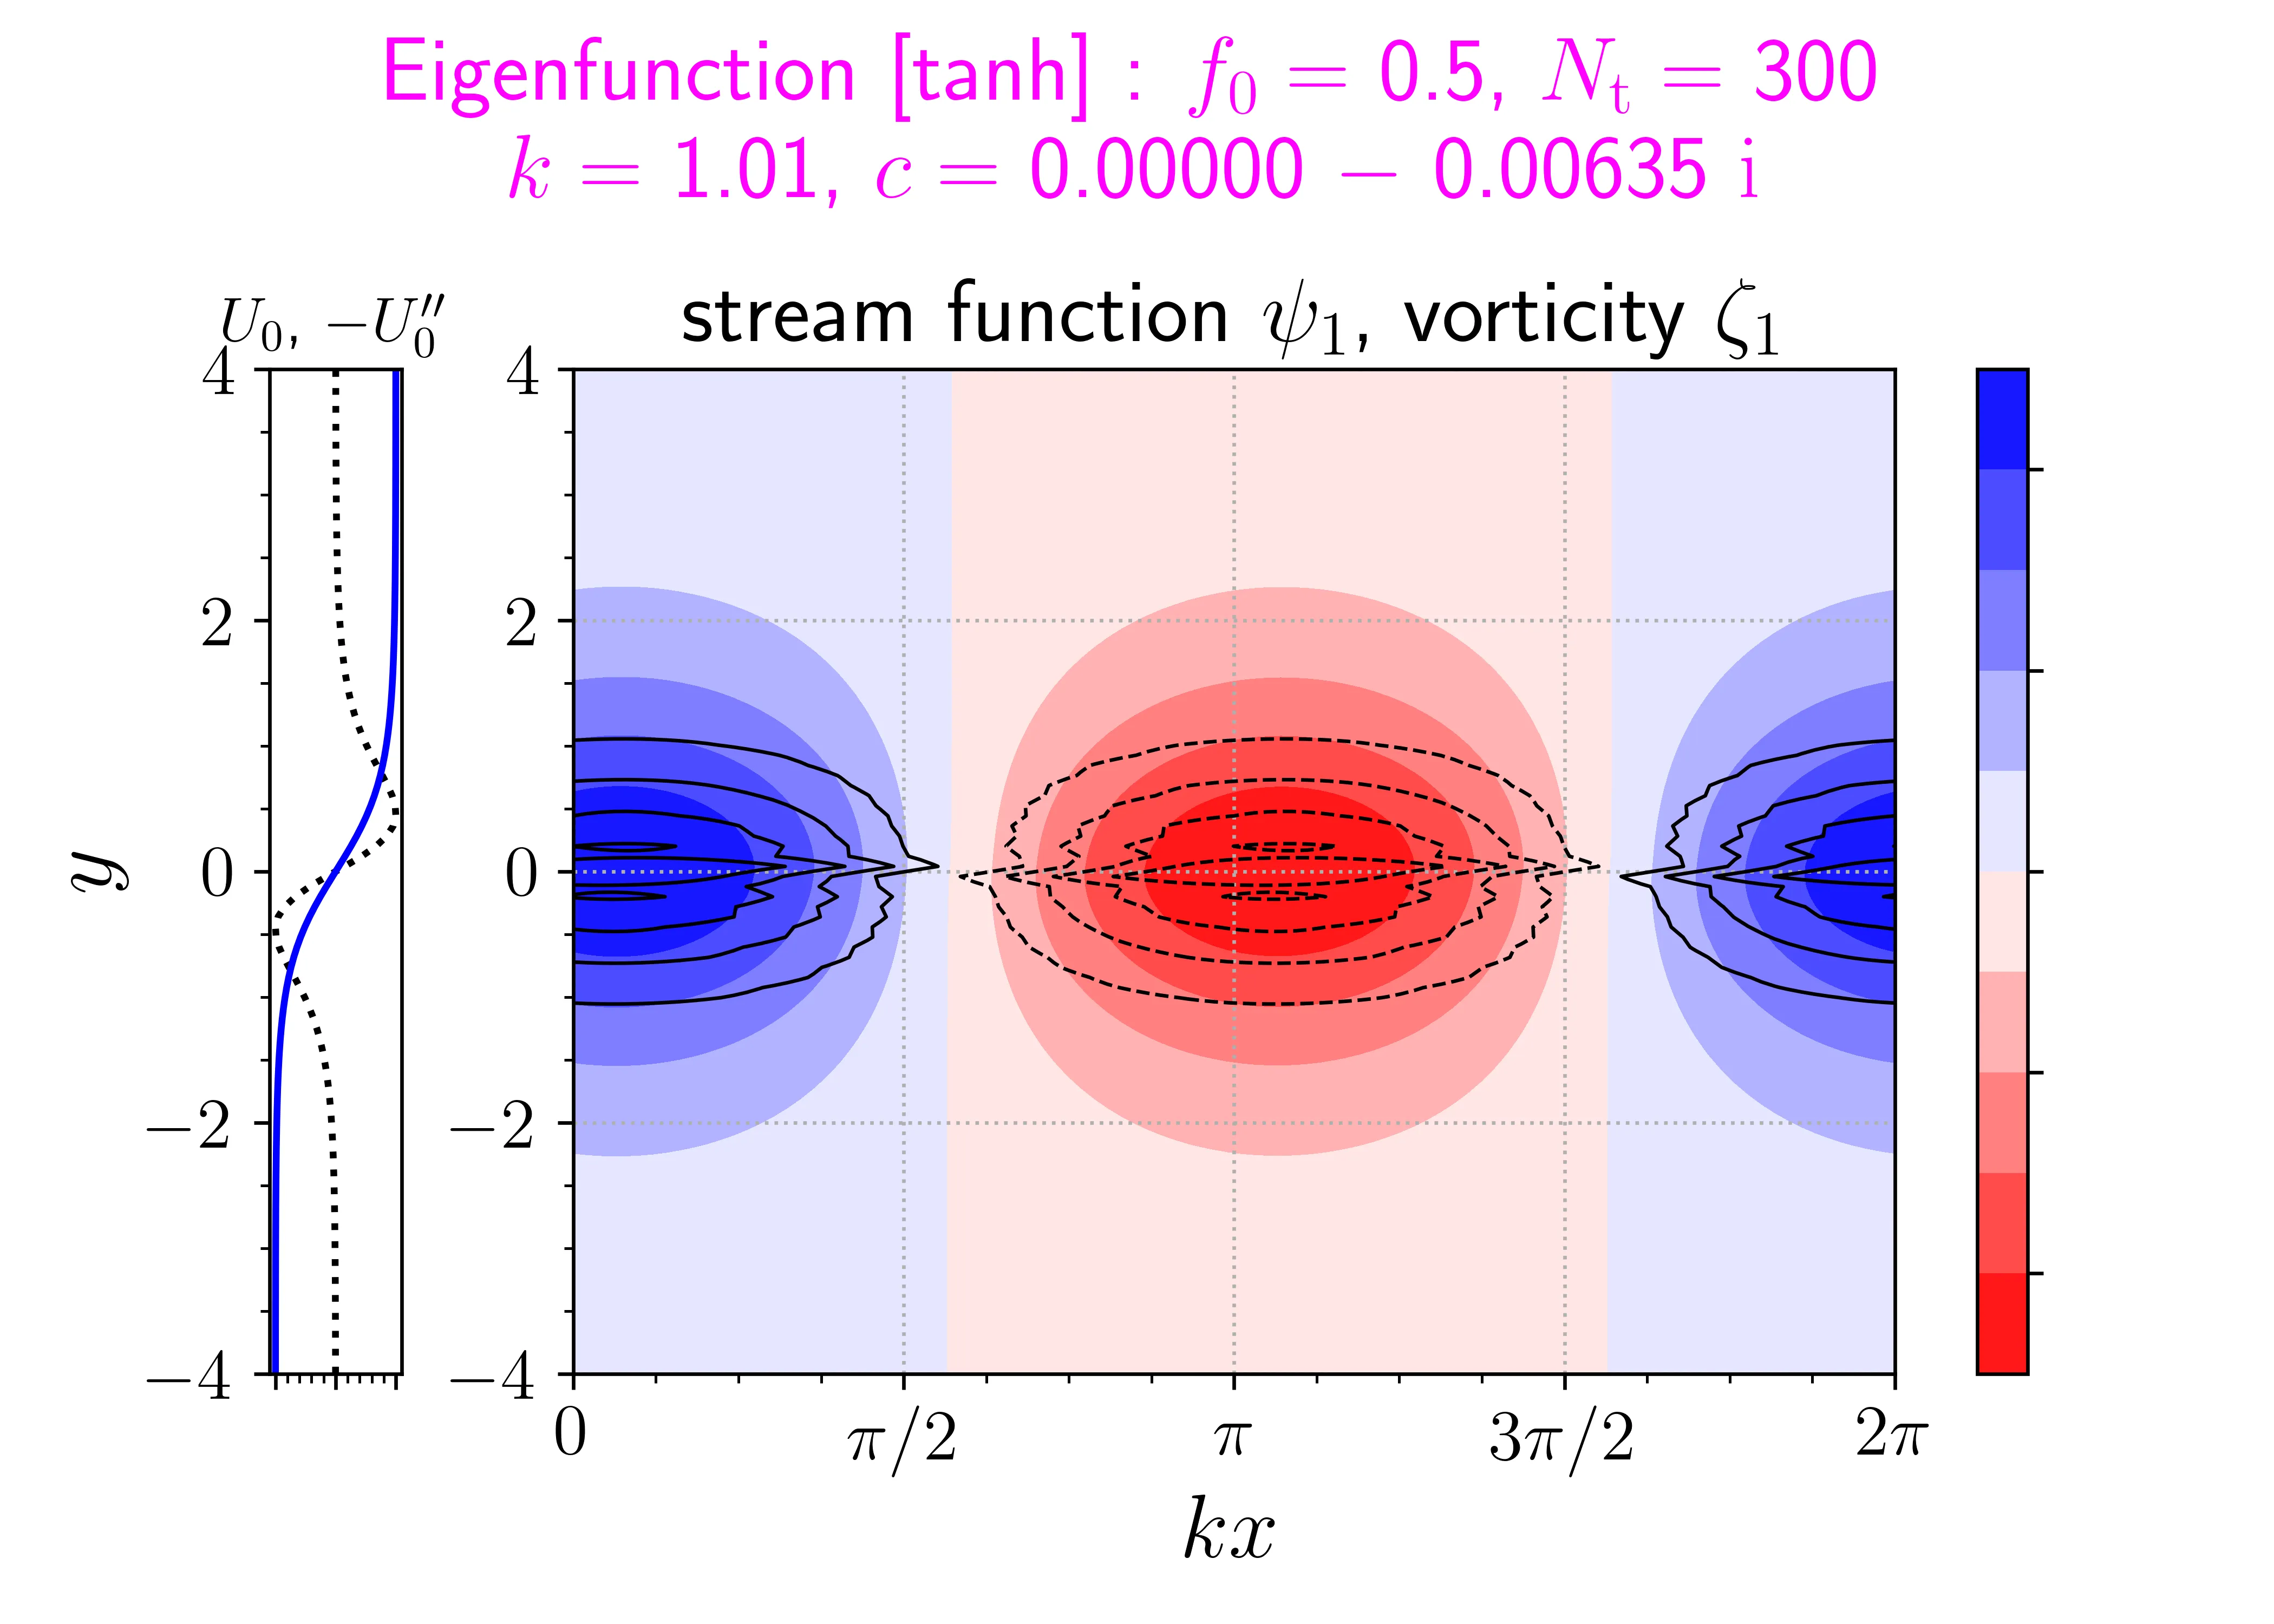 Eigenfunction [tanh] : f₀ = 0.5, Nₜ = 300
k = 1.01, c = 0.00000 − 0.00635 i
U₀, −U₀″
stream function ψ₁, vorticity ζ₁
y
4
2
0
−2
−4
4
2
0
−2
−4
0
π/2
π
3π/2
2π
kx